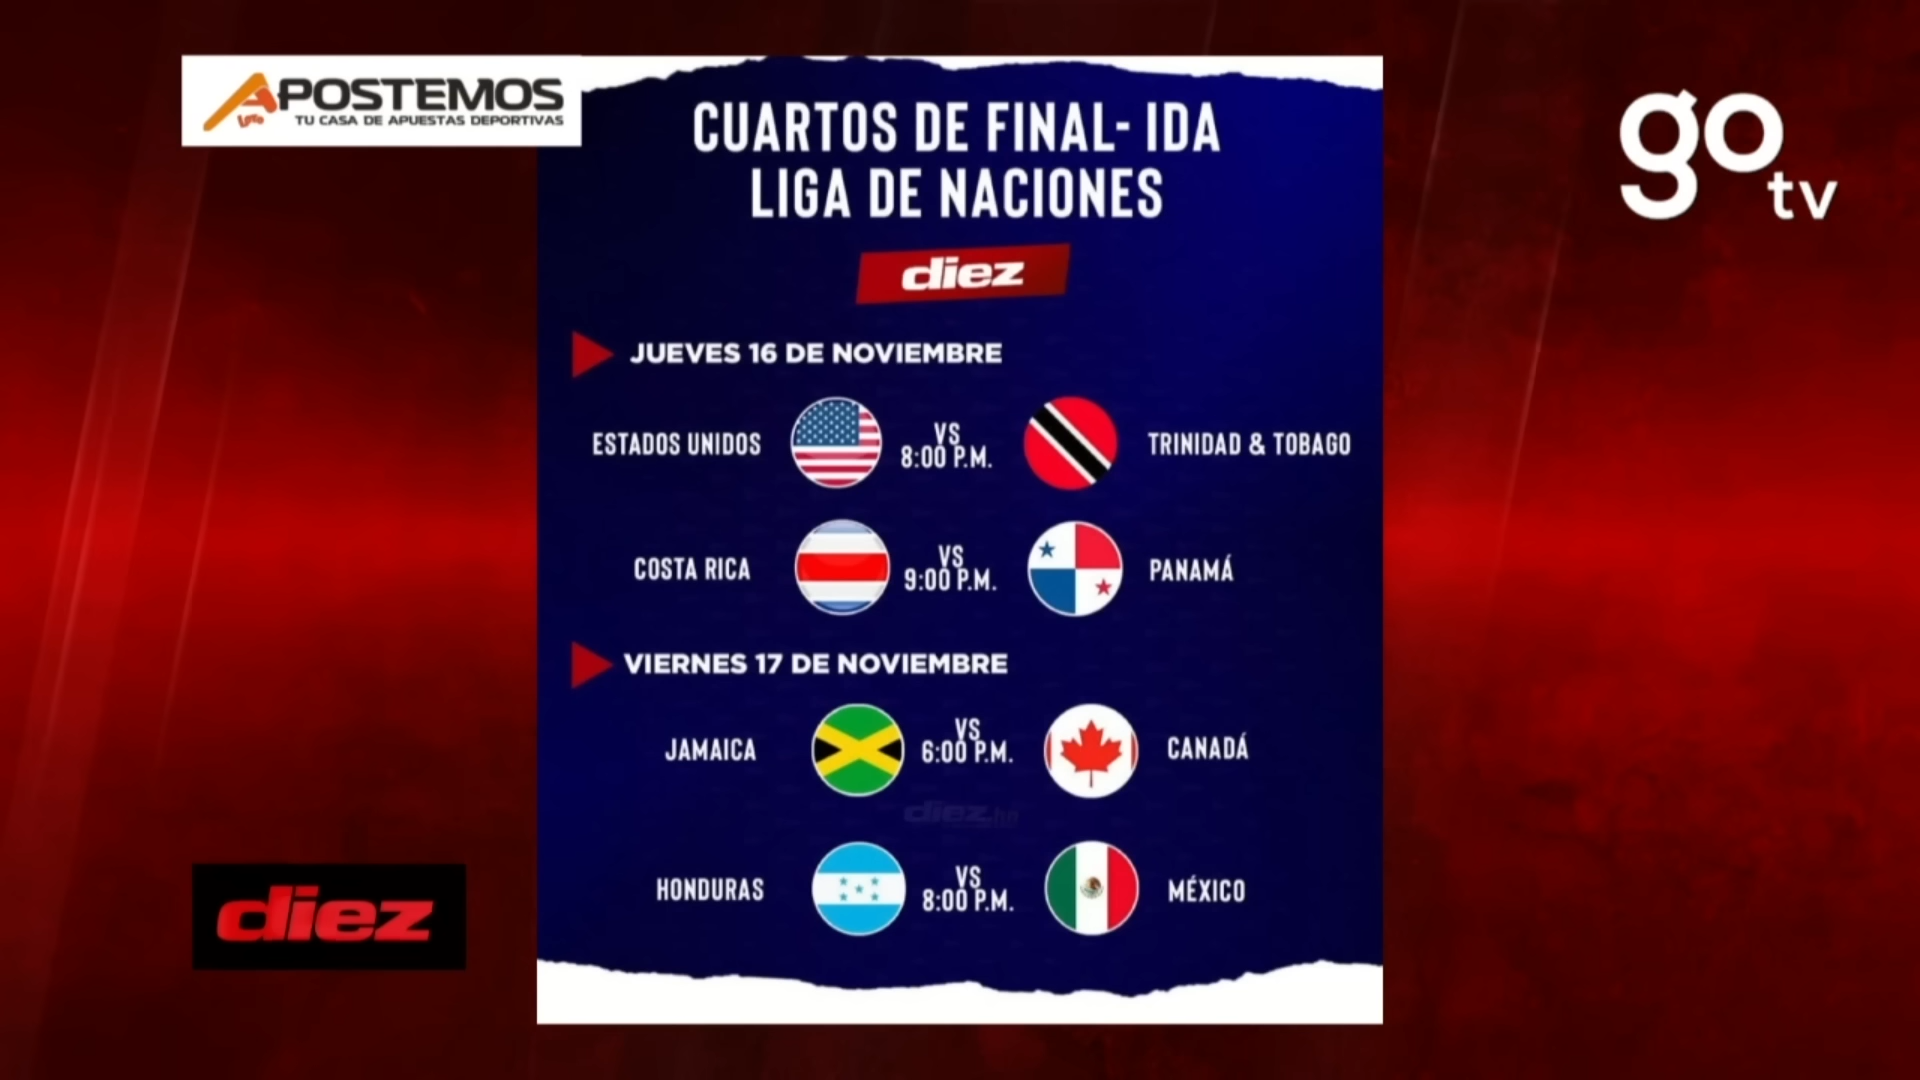 APOSTEMOS
TU CASA DE APUESTAS DEPORTIVAS
go tv
CUARTOS DE FINAL- IDA
LIGA DE NACIONES
diez
JUEVES 16 DE NOVIEMBRE
ESTADOS UNIDOS VS 8:00 P.M. TRINIDAD & TOBAGO
COSTA RICA VS 9:00 P.M. PANAMÁ
VIERNES 17 DE NOVIEMBRE
JAMAICA VS 6:00 P.M. CANADÁ
diez.hn
HONDURAS VS 8:00 P.M. MÉXICO
diez